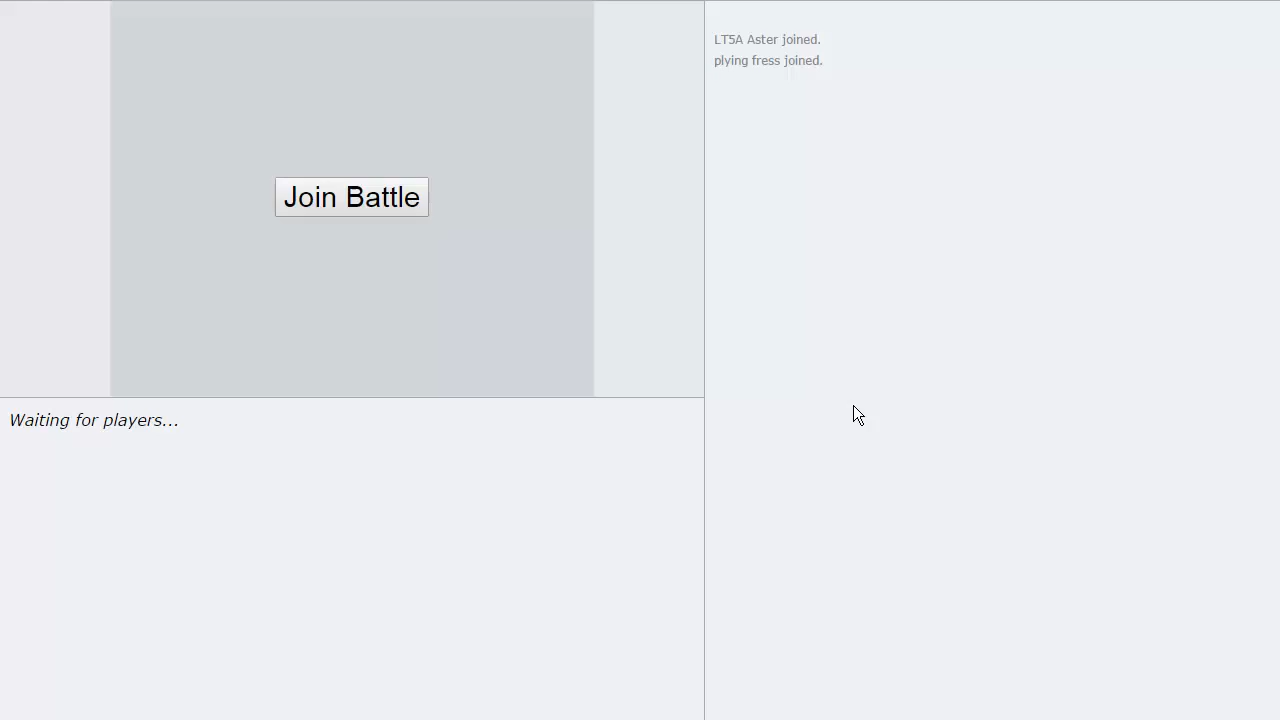 LT5A Aster joined.
plying fress joined.
Join Battle
Waiting for players...